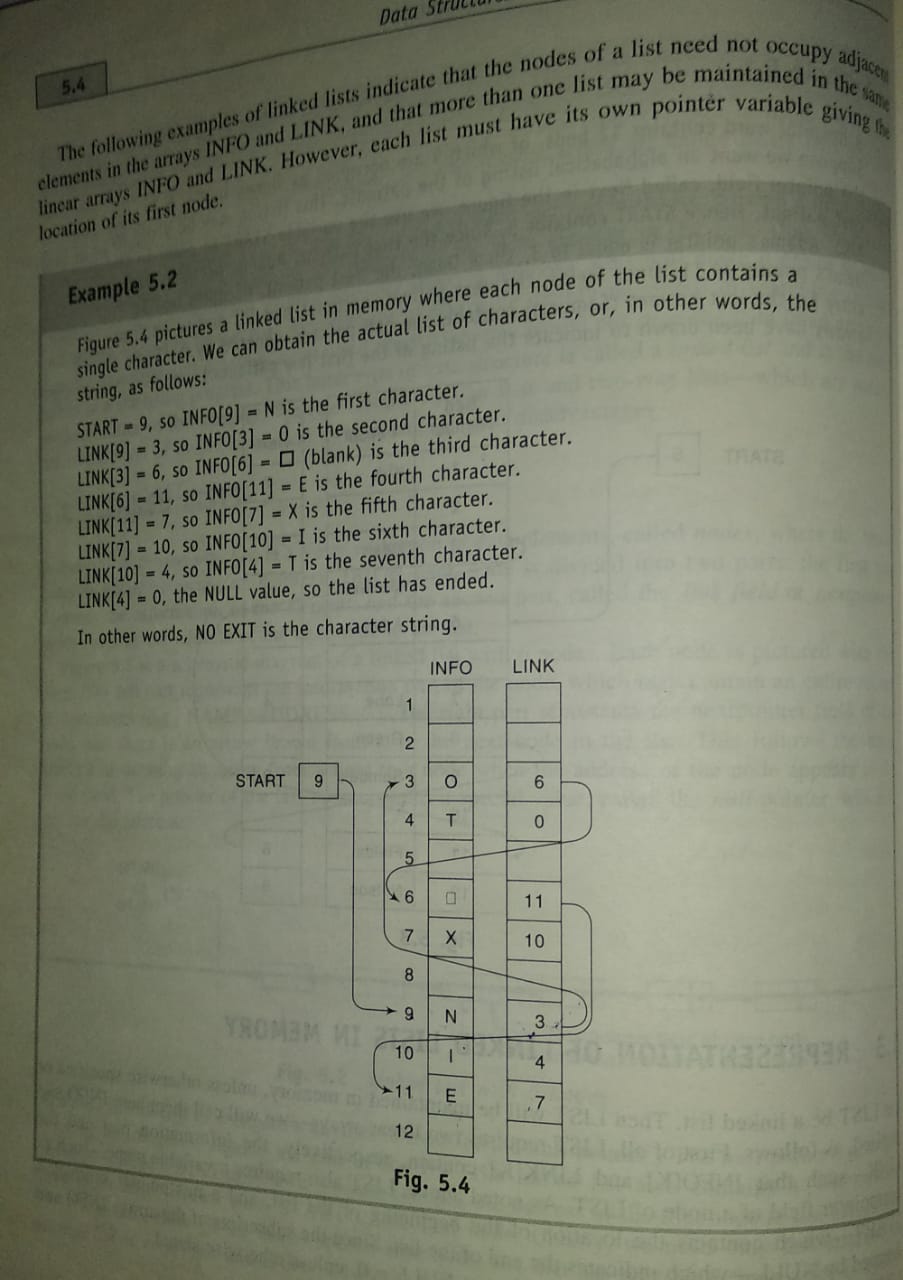 Data
5.4
The following examples of linked lists indicate that the nodes of a list need not occupy
elements in the arrays INFO and LINK, and that more than one list may be maintained in the same
linear arrays INFO and LINK. However, each list must have its own pointer variable giving the
location of its first node.
Example 5.2
Figure 5.4 pictures a linked list in memory where each node of the list contains a
single character. We can obtain the actual list of characters, or, in other words, the
string, as follows:
START = 9, so INFO[9] = N is the first character.
LINK[9] = 3, so INFO[3] = O is the second character.
LINK[3] = 6, so INFO[6] = □ (blank) is the third character.
LINK[6] = 11, so INFO[11] = E is the fourth character.
LINK[11] = 7, so INFO[7] = X is the fifth character.
LINK[7] = 10, so INFO[10] = I is the sixth character.
LINK[10] = 4, so INFO[4] = T is the seventh character.
LINK[4] = 0, the NULL value, so the list has ended.
In other words, NO EXIT is the character string.
INFO LINK
1
2
START 9 3 O 6
4 T 0
5
6 □ 11
7 X 10
8
9 N 3
10 I 4
11 E 7
12
Fig. 5.4